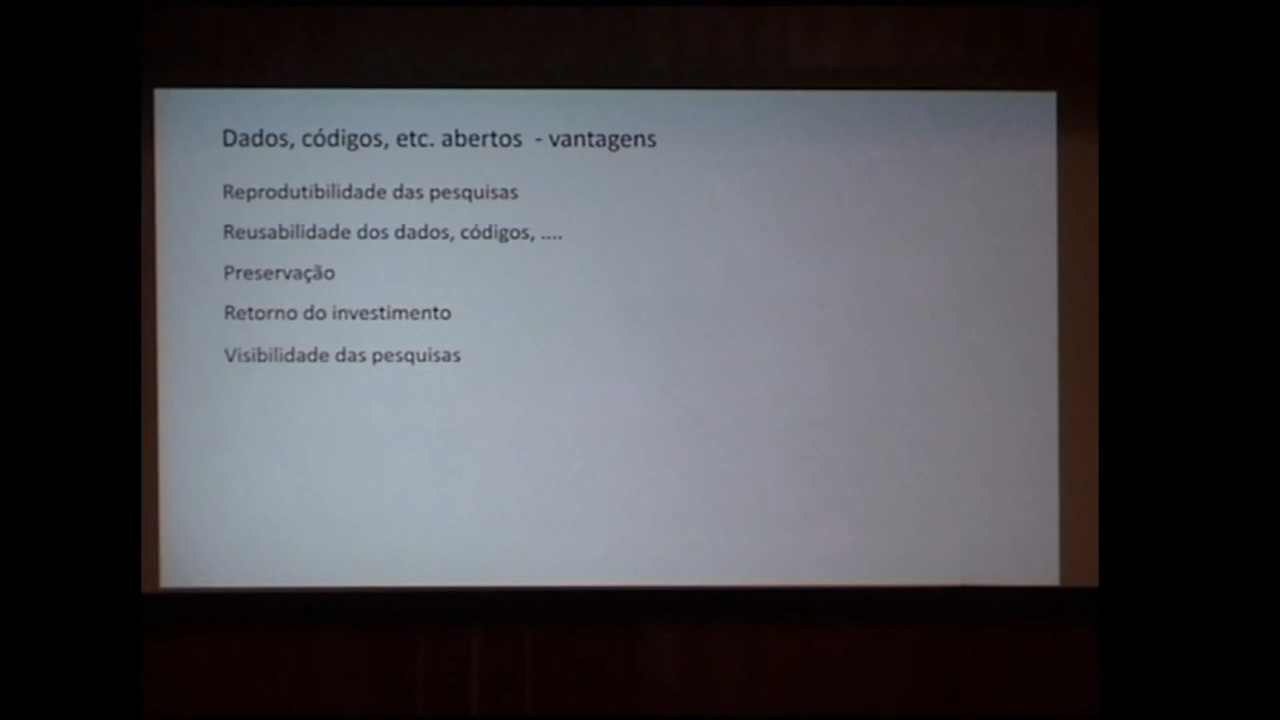 Dados, códigos, etc. abertos - vantagens
Reprodutibilidade das pesquisas
Reusabilidade dos dados, códigos, ....
Preservação
Retorno do investimento
Visibilidade das pesquisas